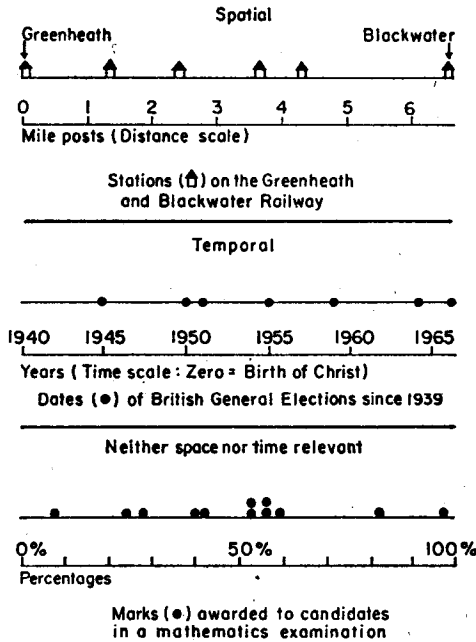 Spatial
Greenheath Blackwater
0 1 2 3 4 5 6
Mile posts (Distance scale)
Stations ( ) on the Greenheath
and Blackwater Railway
Temporal
1940 1945 1950 1955 1960 1965
Years (Time scale : Zero = Birth of Christ)
Dates (●) of British General Elections since 1939
Neither space nor time relevant
0% 50% 100%
Percentages
Marks (●) awarded to candidates
in a mathematics examination